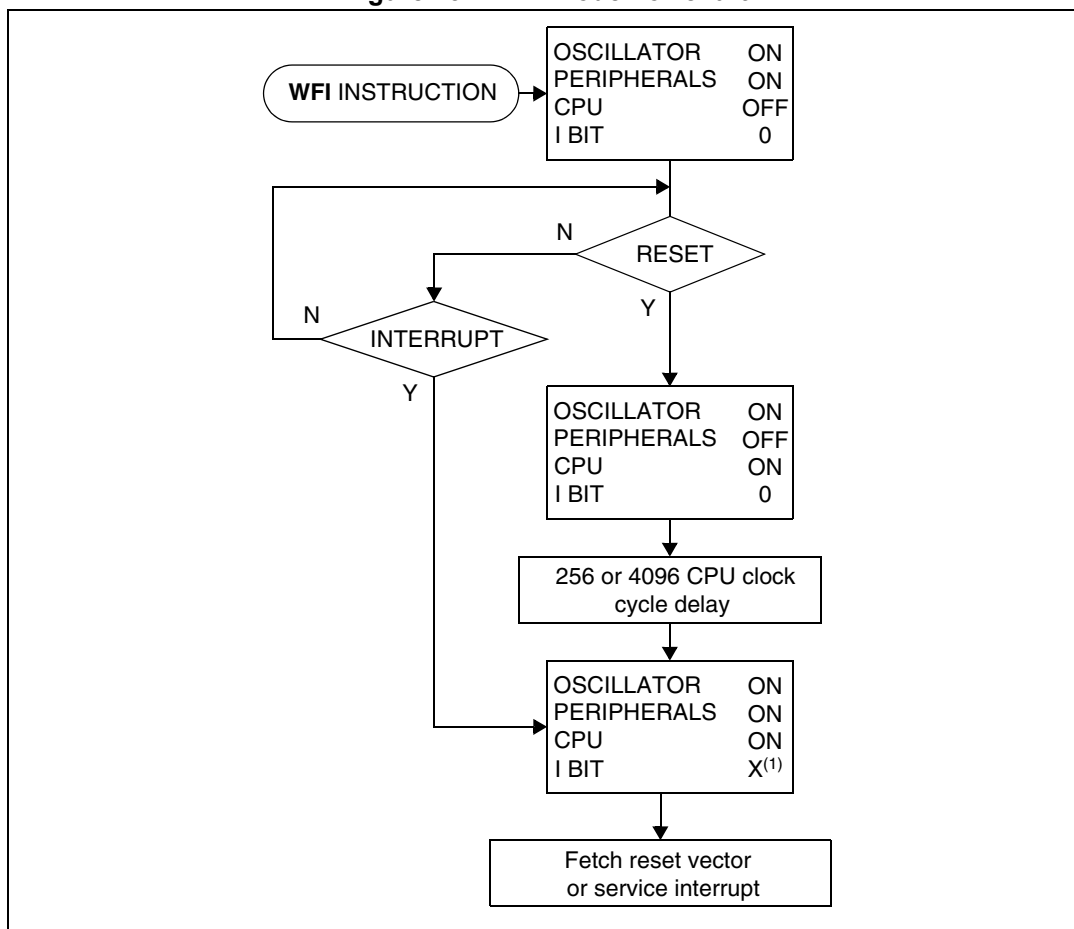 WFI INSTRUCTION
OSCILLATOR ON
PERIPHERALS ON
CPU OFF
I BIT 0
N
RESET
Y
N
INTERRUPT
Y
OSCILLATOR ON
PERIPHERALS OFF
CPU ON
I BIT 0
256 or 4096 CPU clock
cycle delay
OSCILLATOR ON
PERIPHERALS ON
CPU ON
I BIT X(1)
Fetch reset vector
or service interrupt